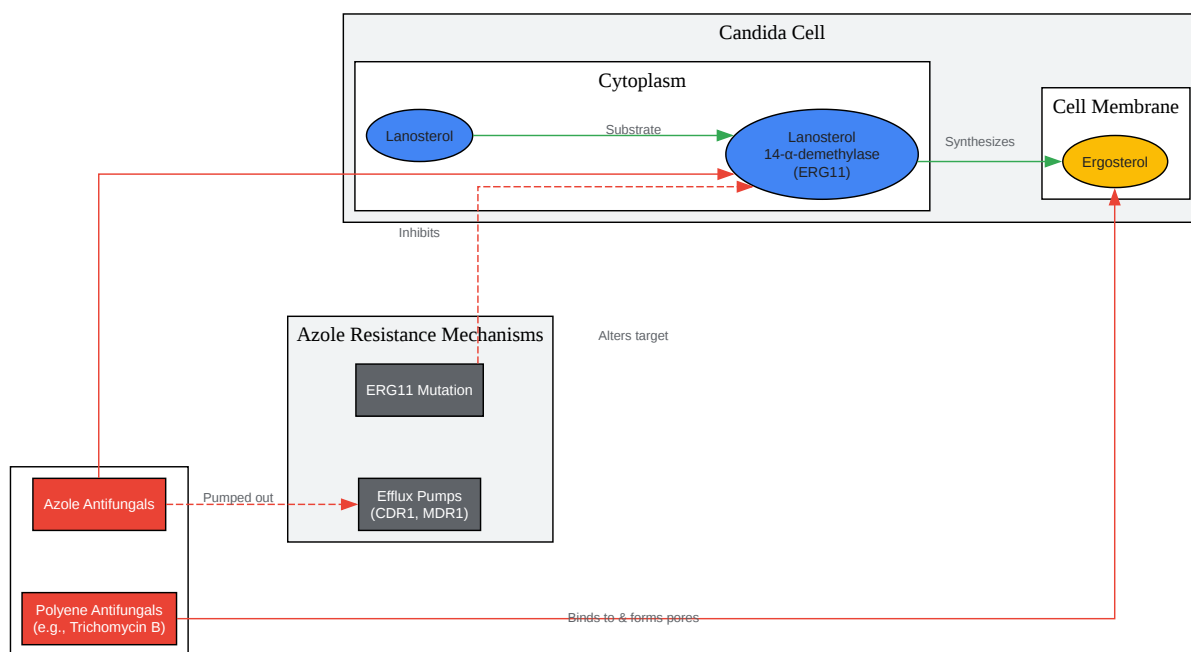 Candida Cell
Cytoplasm
Cell Membrane
Lanosterol
Substrate
Lanosterol
14-α-demethylase
(ERG11)
Synthesizes
Ergosterol
Inhibits
Azole Resistance Mechanisms
Alters target
ERG11 Mutation
Azole Antifungals
Pumped out
Efflux Pumps
(CDR1, MDR1)
Polyene Antifungals
(e.g., Trichomycin B)
Binds to & forms pores